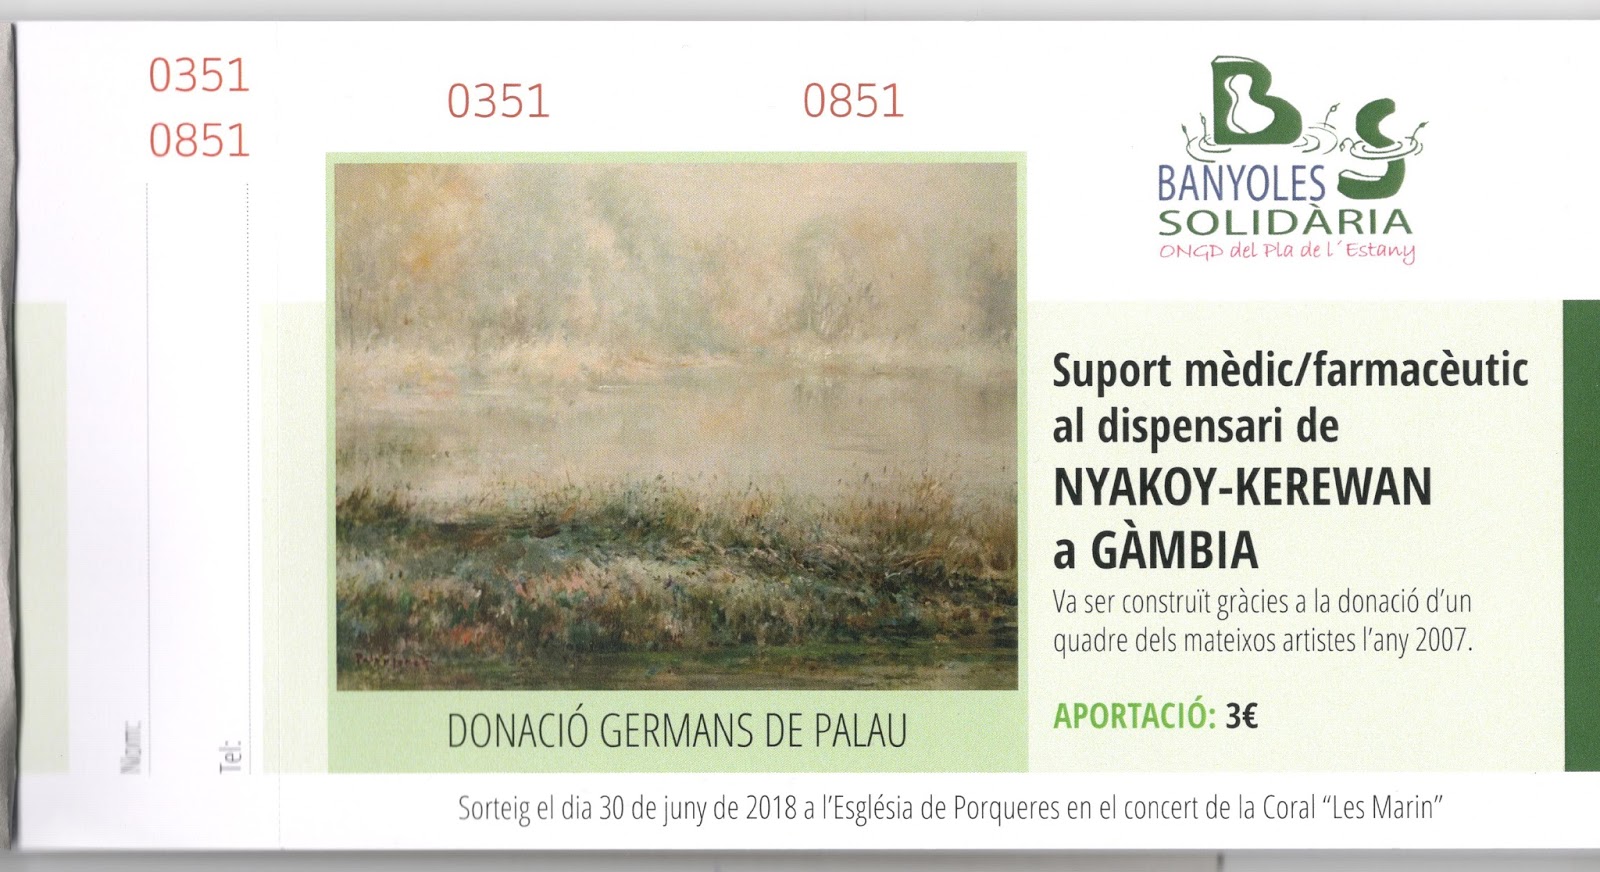 0351
0851
Nom:
Tel:
0351 0851
BS
BANYOLES
SOLIDÀRIA
ONGD del Pla de l´Estany
DONACIÓ GERMANS DE PALAU
Suport mèdic/farmacèutic
al dispensari de
NYAKOY-KEREWAN
a GÀMBIA
Va ser construït gràcies a la donació d'un
quadre dels mateixos artistes l'any 2007.
APORTACIÓ: 3€
Sorteig el dia 30 de juny de 2018 a l'Església de Porqueres en el concert de la Coral “Les Marin”